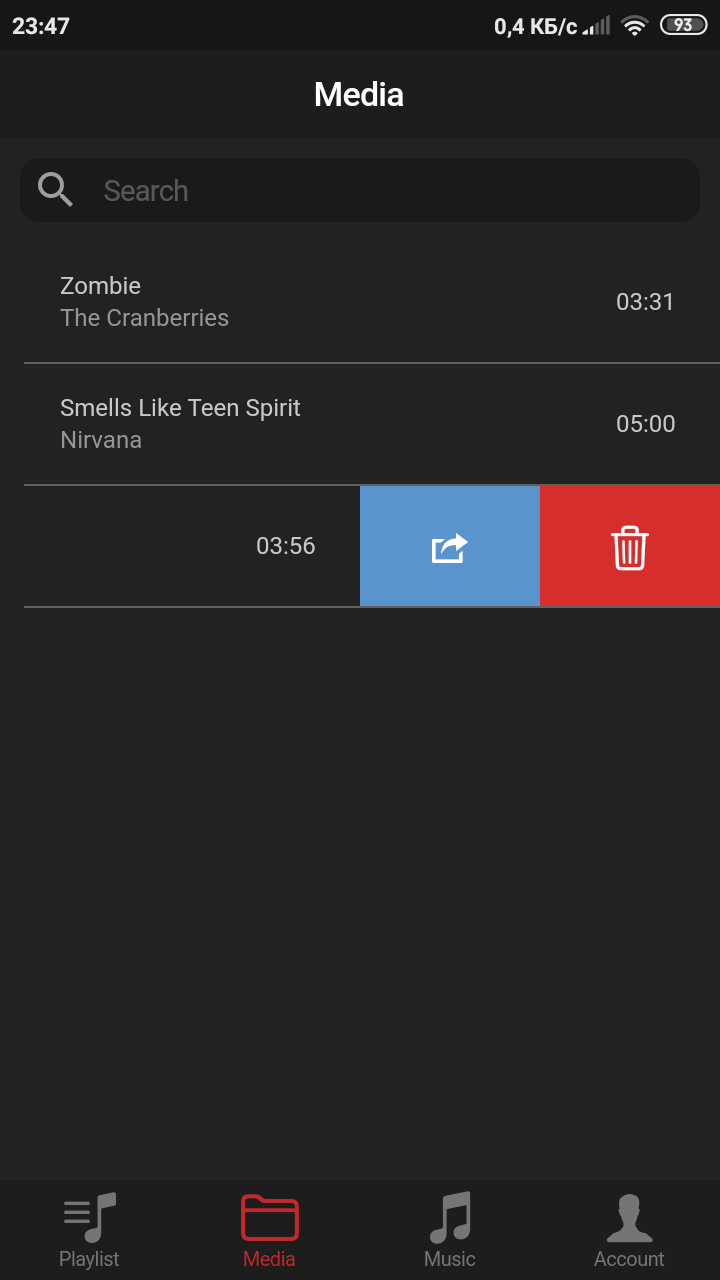 23:47
0,4 КБ/с
93
Media
Search
Zombie
The Cranberries
03:31
Smells Like Teen Spirit
Nirvana
05:00
03:56
Playlist
Media
Music
Account